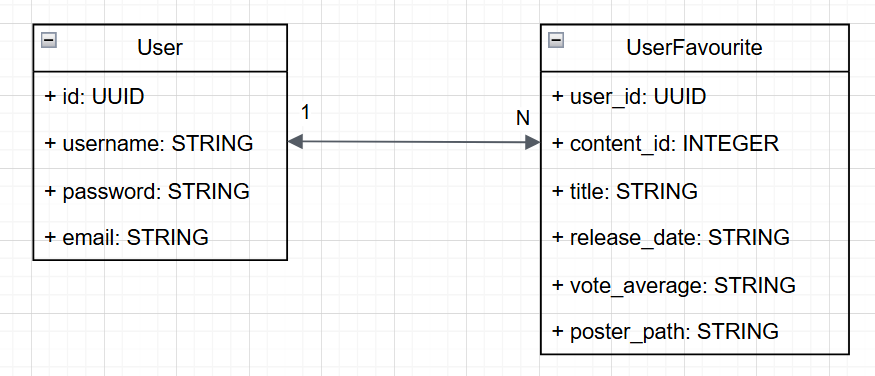 User
+ id: UUID
+ username: STRING
+ password: STRING
+ email: STRING
1
N
UserFavourite
+ user_id: UUID
+ content_id: INTEGER
+ title: STRING
+ release_date: STRING
+ vote_average: STRING
+ poster_path: STRING